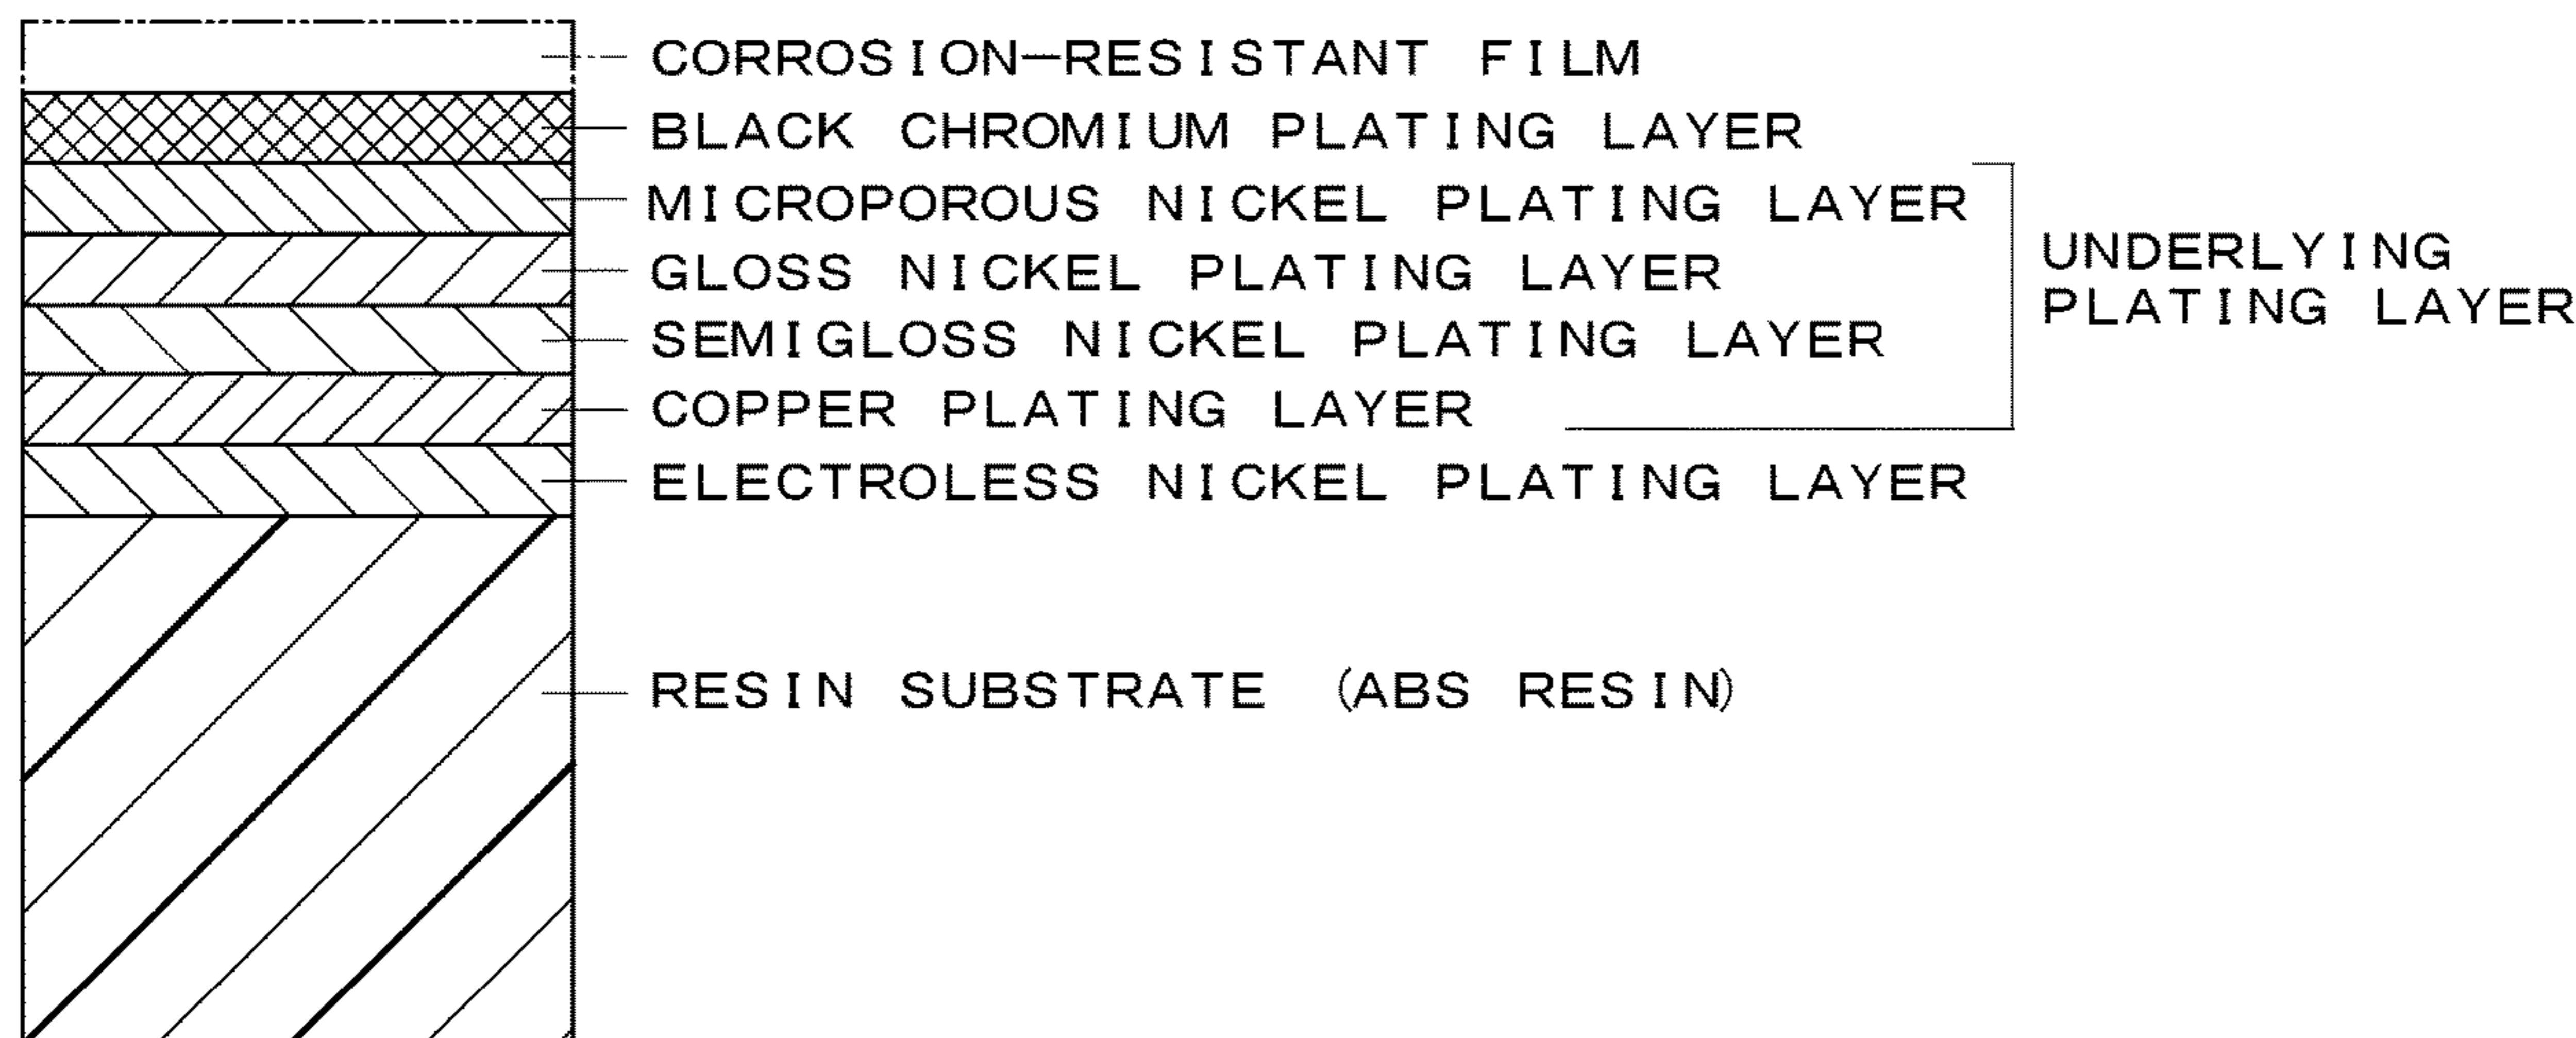 CORROSION-RESISTANT FILM
BLACK CHROMIUM PLATING LAYER
MICROPOROUS NICKEL PLATING LAYER
GLOSS NICKEL PLATING LAYER
SEMIGLOSS NICKEL PLATING LAYER
COPPER PLATING LAYER
ELECTROLESS NICKEL PLATING LAYER
RESIN SUBSTRATE (ABS RESIN)
UNDERLYING
PLATING LAYER